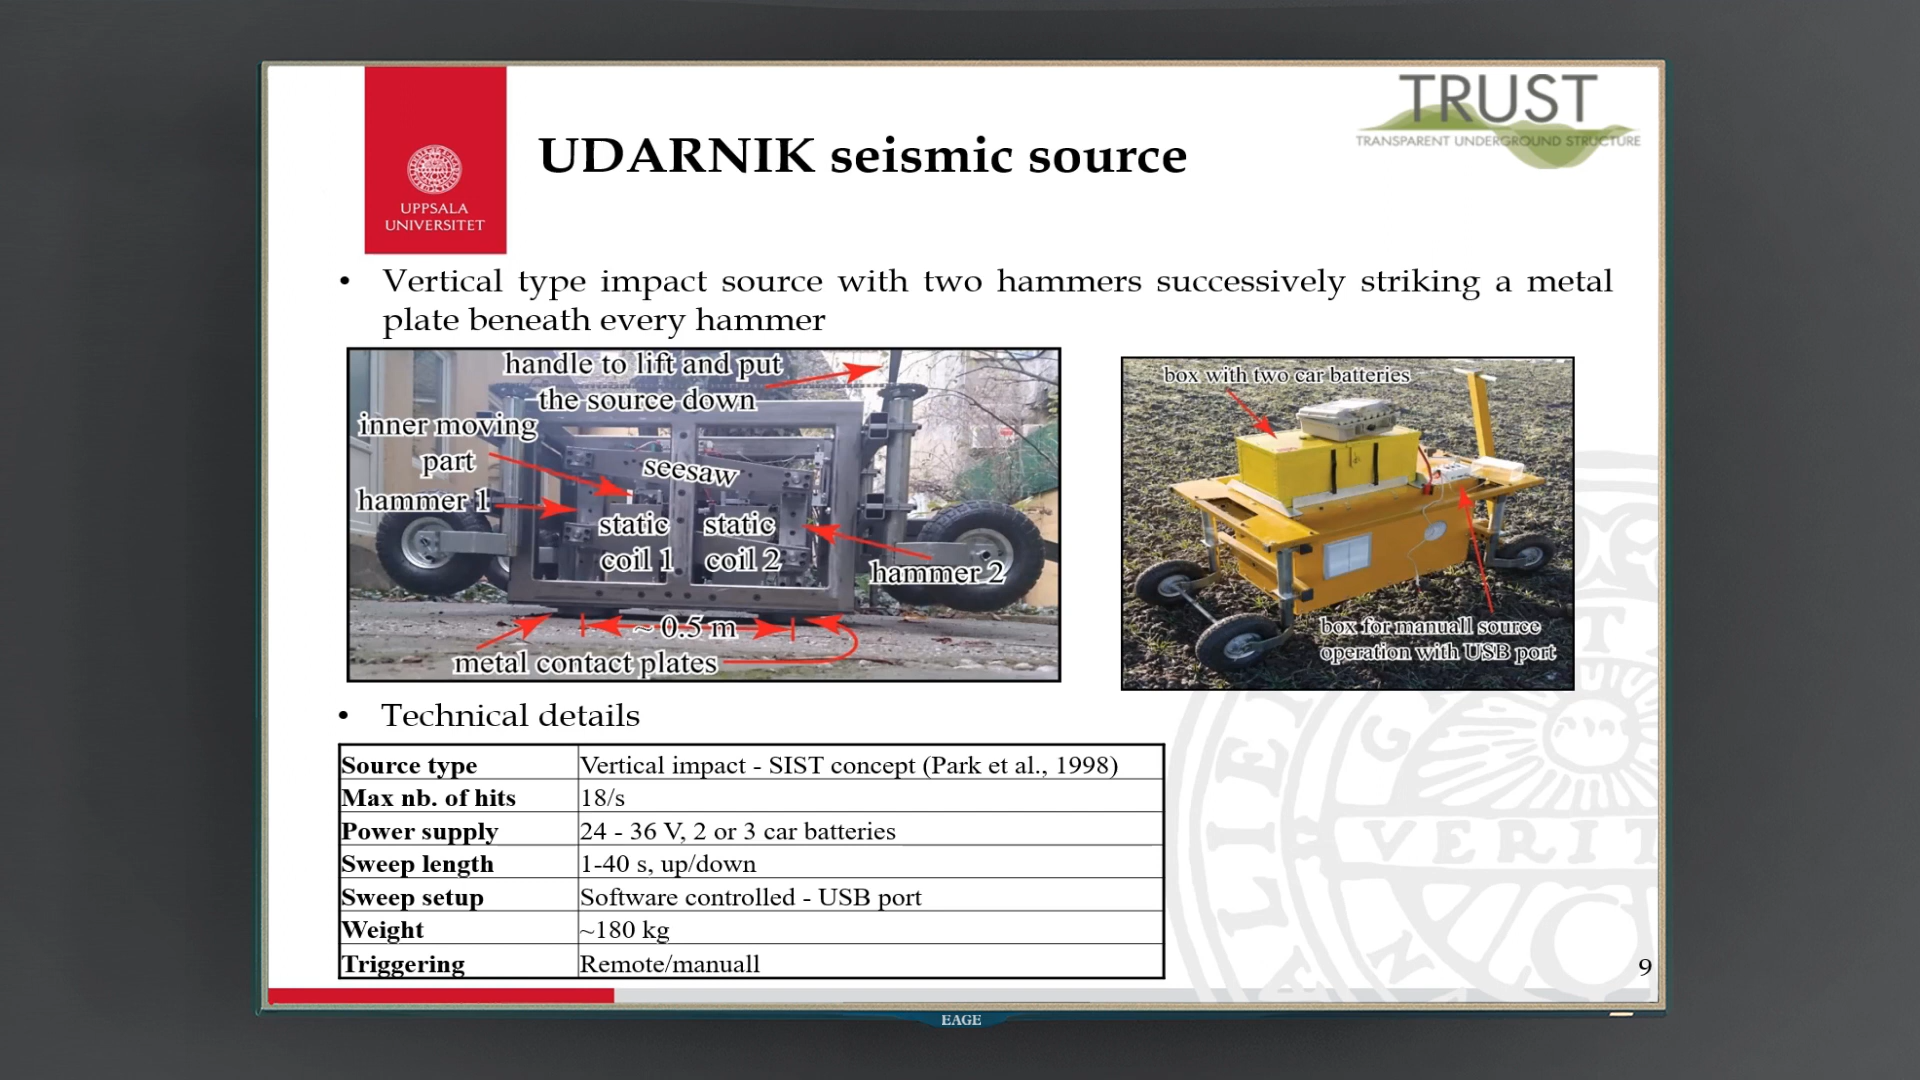 TRUST
TRANSPARENT UNDERGROUND STRUCTURE
UPPSALA
UNIVERSITET
UDARNIK seismic source
• Vertical type impact source with two hammers successively striking a metal
plate beneath every hammer
handle to lift and put
the source down
inner moving
part
seesaw
hammer 1
static
coil 1
static
coil 2
hammer 2
~ 0.5 m
metal contact plates
box with two car batteries
box for manuall source
operation with USB port
• Technical details
Source type Vertical impact - SIST concept (Park et al., 1998)
Max nb. of hits 18/s
Power supply 24 - 36 V, 2 or 3 car batteries
Sweep length 1-40 s, up/down
Sweep setup Software controlled - USB port
Weight ~180 kg
Triggering Remote/manuall
9
EAGE